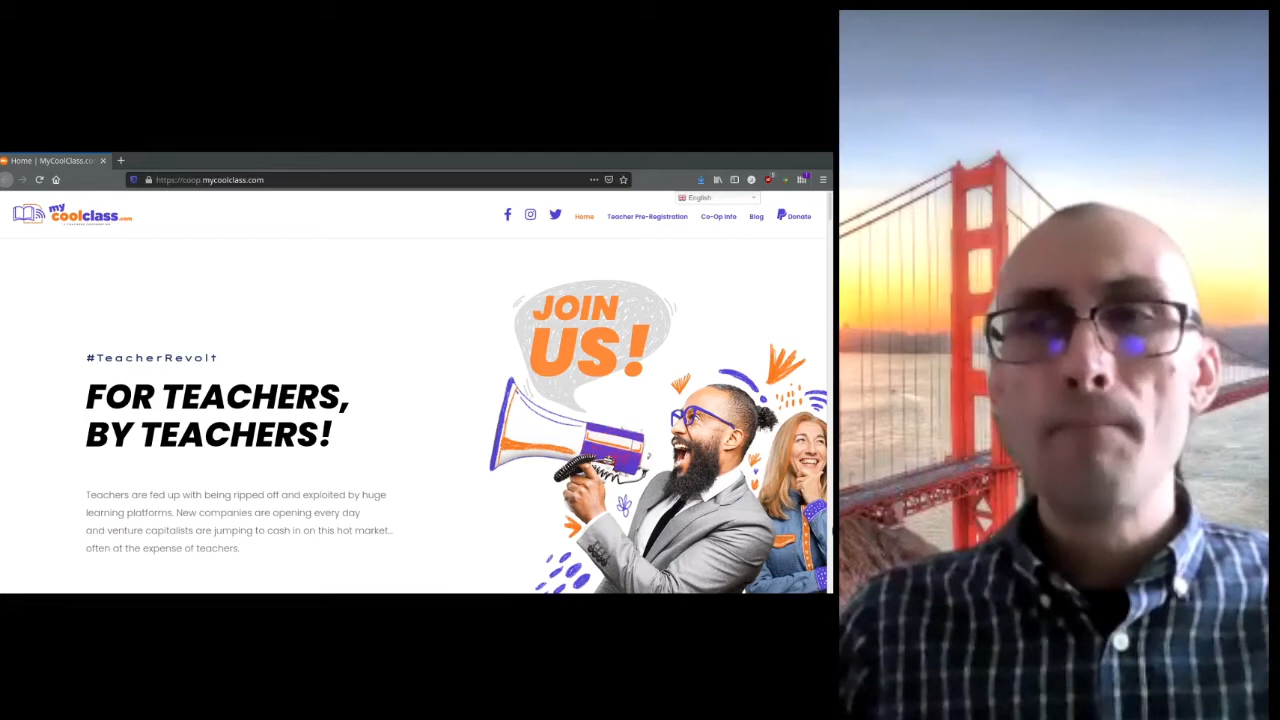 Home | MyCoolClass.co
https://coop.mycoolclass.com
English
my
coolclass.com
Home
Teacher Pre-Registration
Co-Op Info
Blog
Donate
JOIN
US!
#TeacherRevolt
FOR TEACHERS,
BY TEACHERS!
Teachers are fed up with being ripped off and exploited by huge
learning platforms. New companies are opening every day
and venture capitalists are jumping to cash in on this hot market...
often at the expense of teachers.